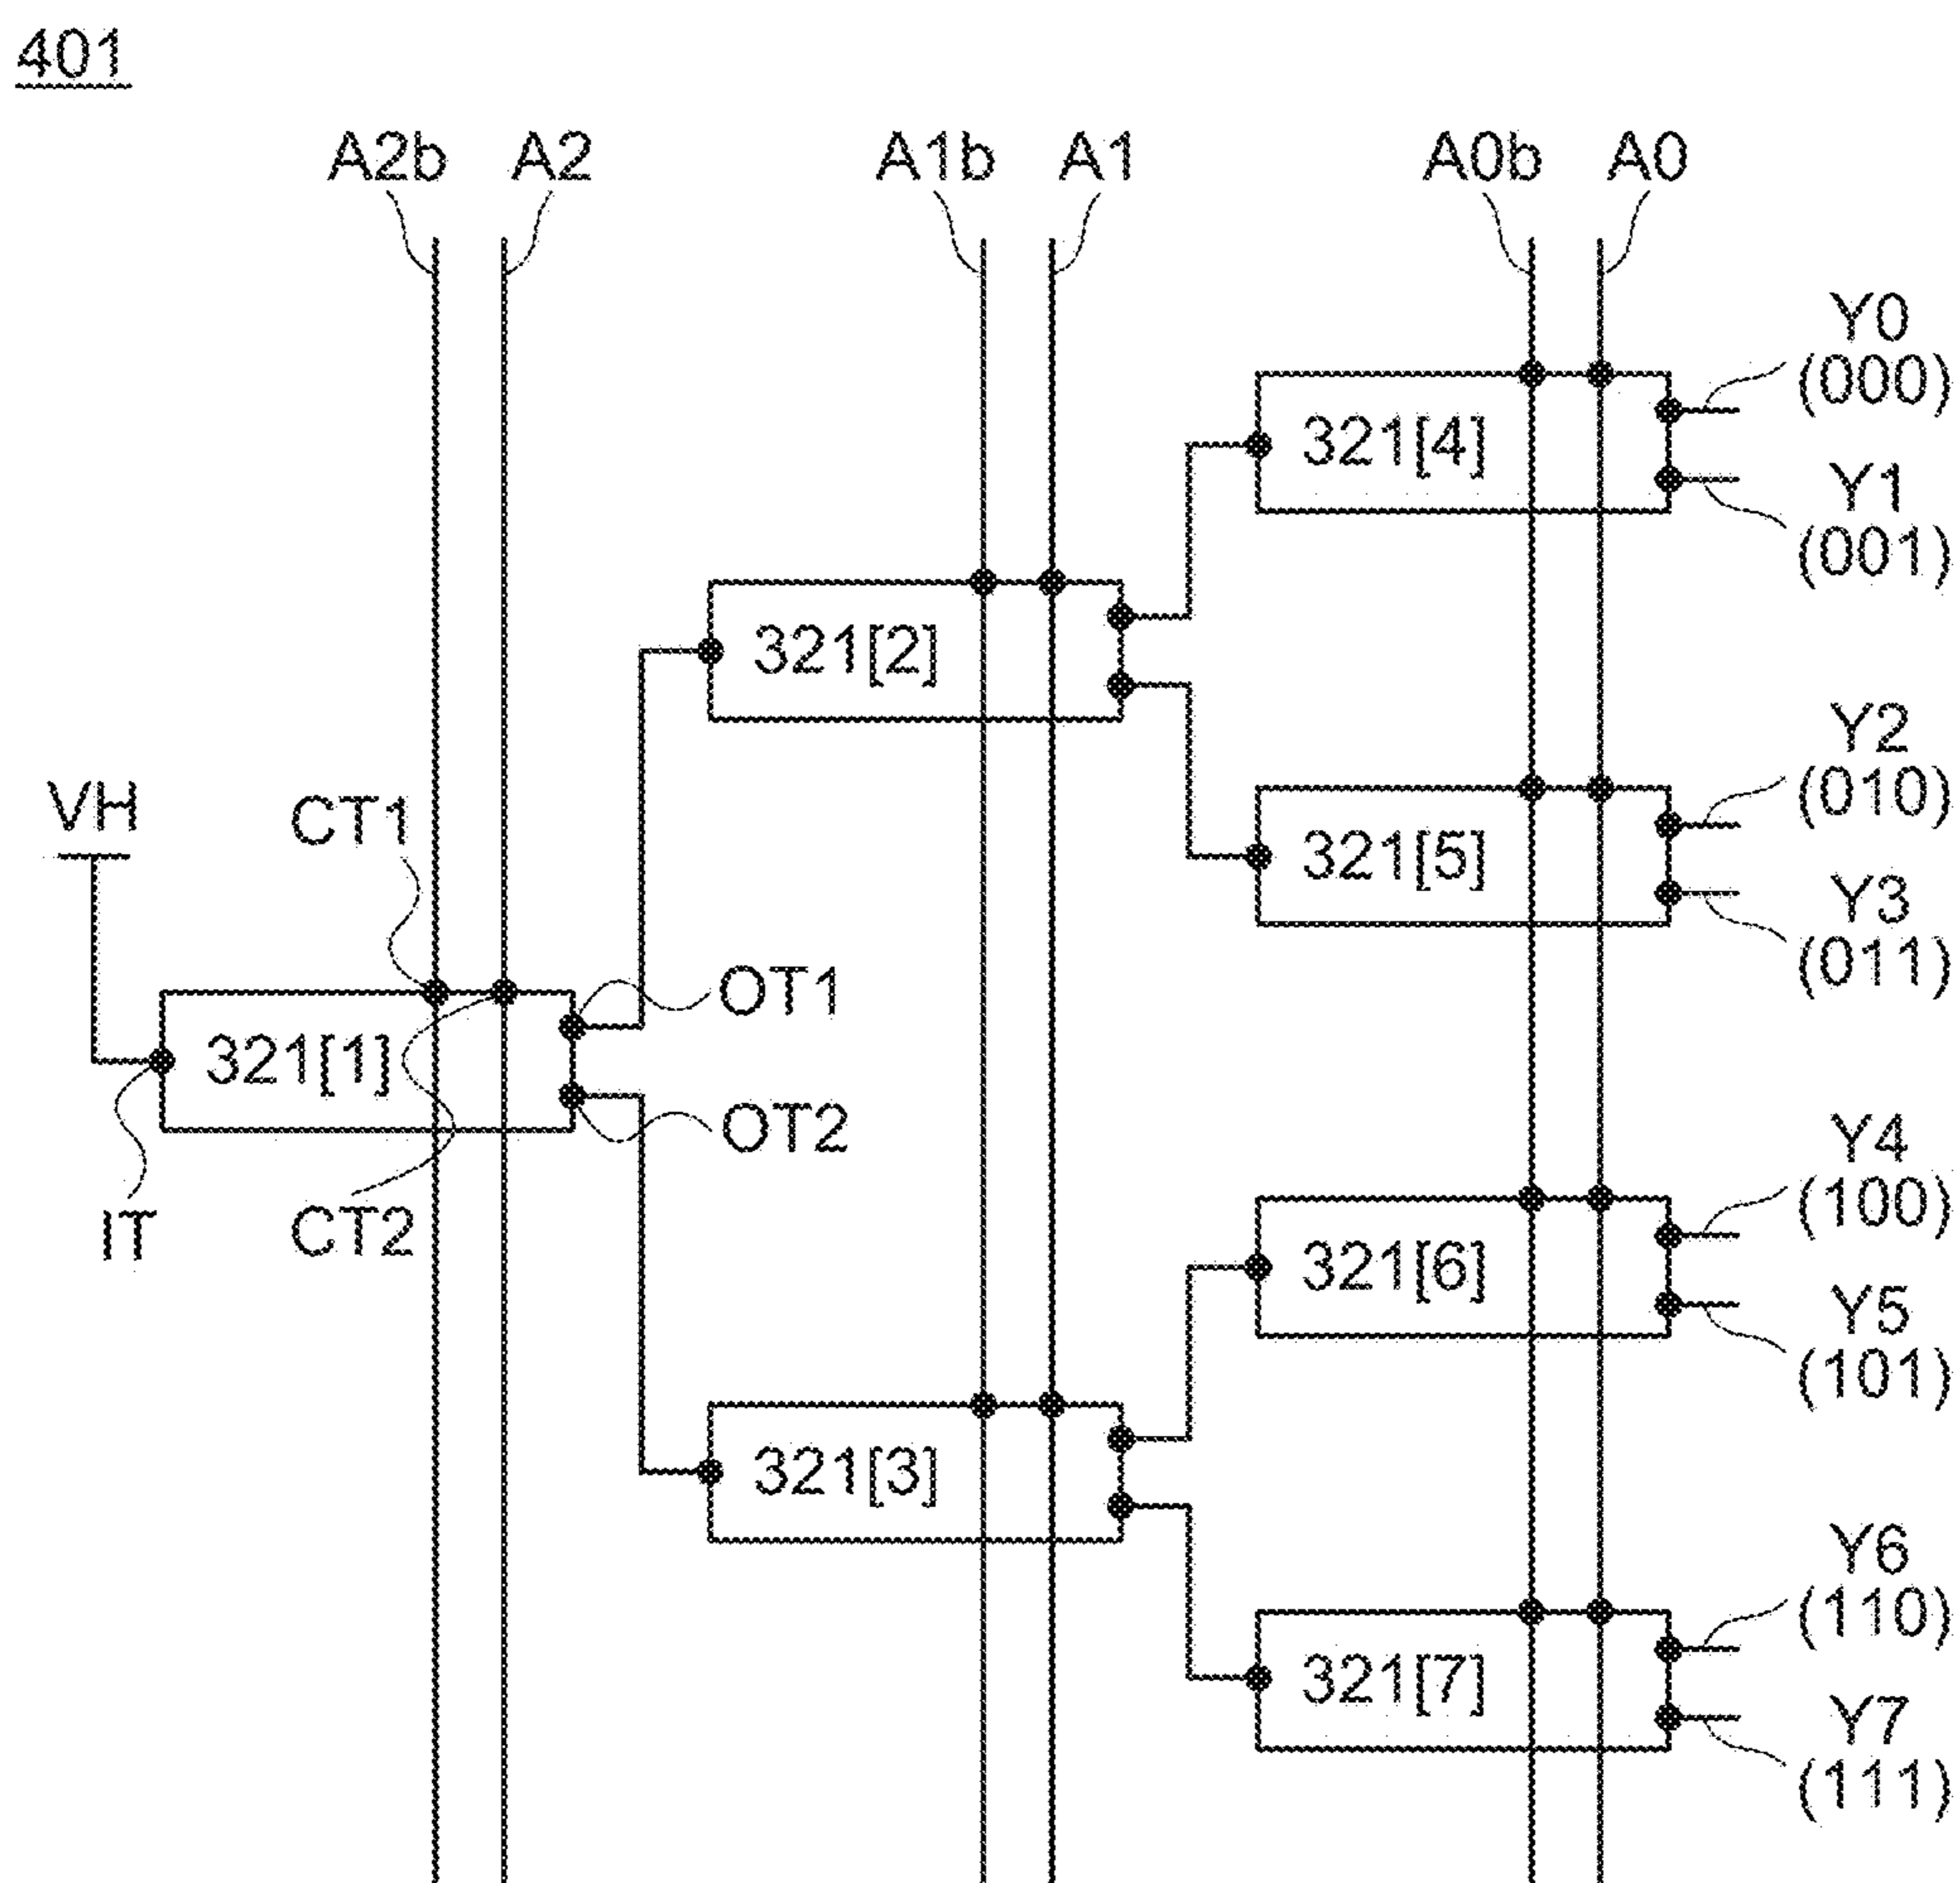 401
A2b A2 A1b A1 A0b A0
Y0
(000)
321[4]
Y1
(001)
321[2]
Y2
(010)
VH
CT1
321[5]
Y3
(011)
OT1
321[1]
OT2
Y4
(100)
IT
CT2
321[6]
Y5
(101)
321[3]
Y6
(110)
321[7]
Y7
(111)